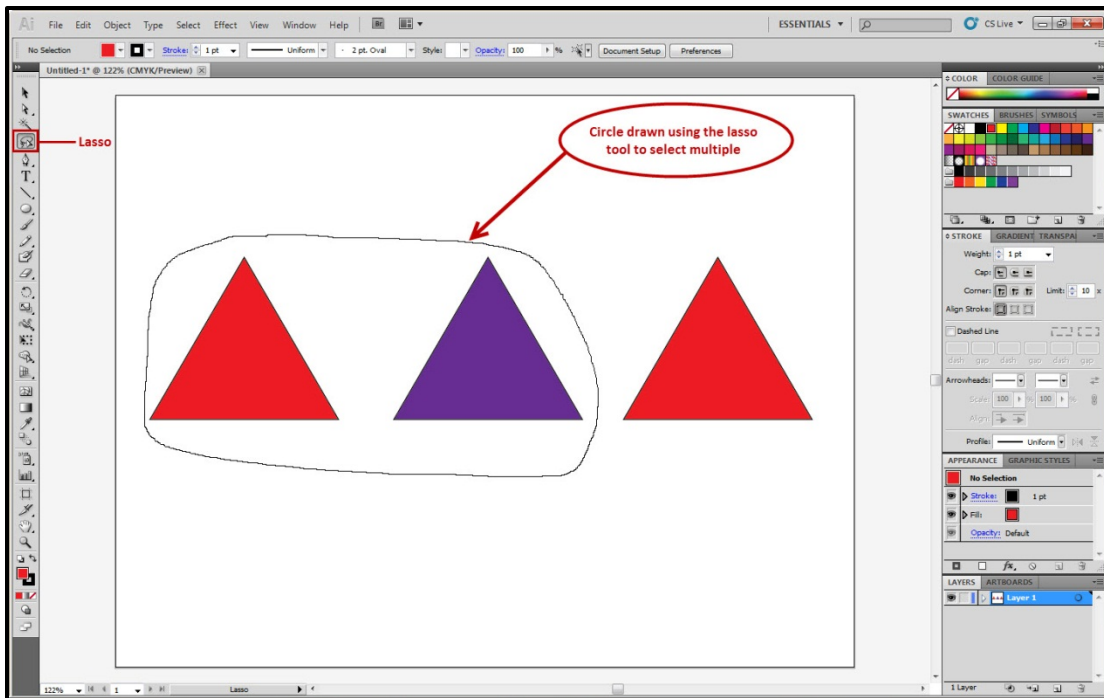 Ai File Edit Object Type Select Effect View Window Help Br ESSENTIALS CS Live
No Selection Stroke: 1 pt Uniform 2 pt. Oval Style: Opacity: 100 % Document Setup Preferences
Untitled-1* @ 122% (CMYK/Preview)
Lasso
Circle drawn using the lasso
tool to select multiple
T
COLOR COLOR GUIDE
SWATCHES BRUSHES SYMBOLS
STROKE GRADIENT TRANSPA
Weight: 1 pt
Cap:
Corner: Limit: 10 x
Align Stroke:
Dashed Line
dash gap dash gap dash gap
Arrowheads:
Scale: 100 % 100 %
Align:
Profile: Uniform
APPEARANCE GRAPHIC STYLES
No Selection
Stroke: 1 pt
Fill:
Opacity: Default
fx
LAYERS ARTBOARDS
Layer 1
122% 1 Lasso
1 Layer